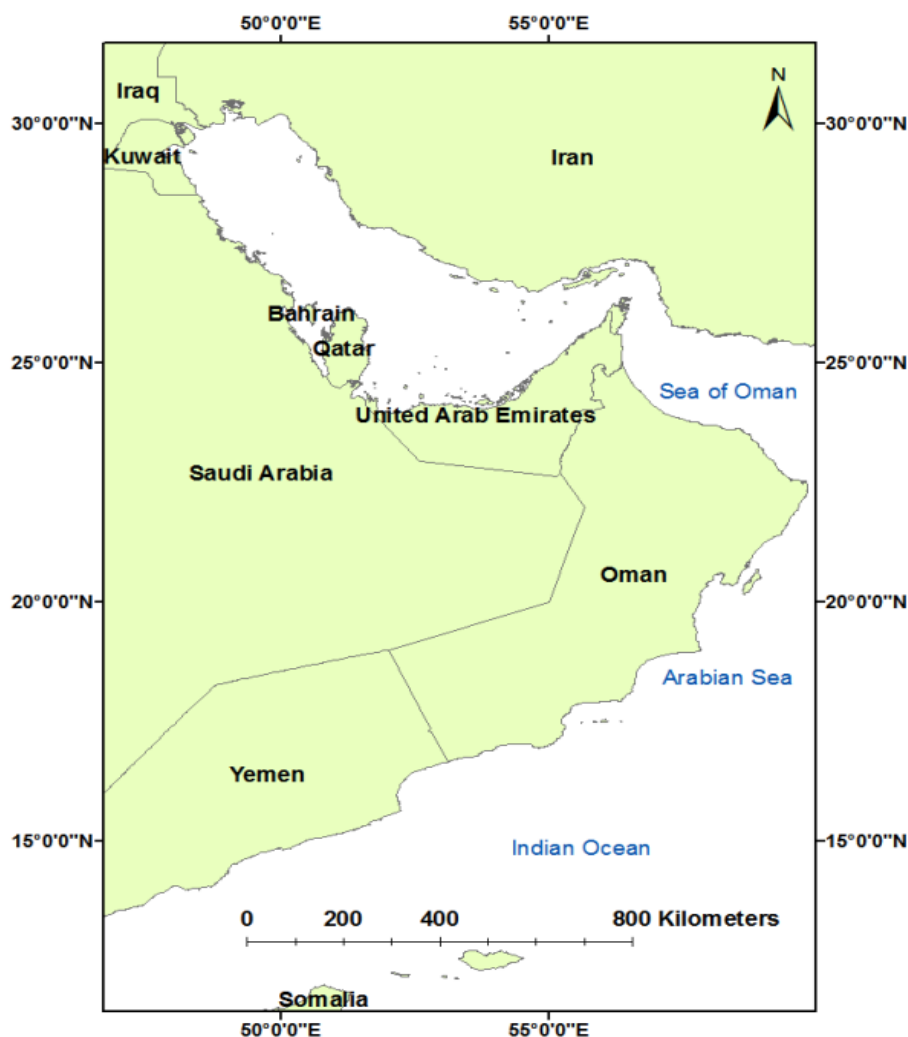 50°0'0"E
55°0'0"E
N
Iraq
30°0'0"N
30°0'0"N
Kuwait
Iran
Bahrain
Qatar
25°0'0"N
25°0'0"N
Sea of Oman
United Arab Emirates
Saudi Arabia
Oman
20°0'0"N
20°0'0"N
Arabian Sea
Yemen
15°0'0"N
15°0'0"N
Indian Ocean
0 200 400 800 Kilometers
Somalia
50°0'0"E
55°0'0"E